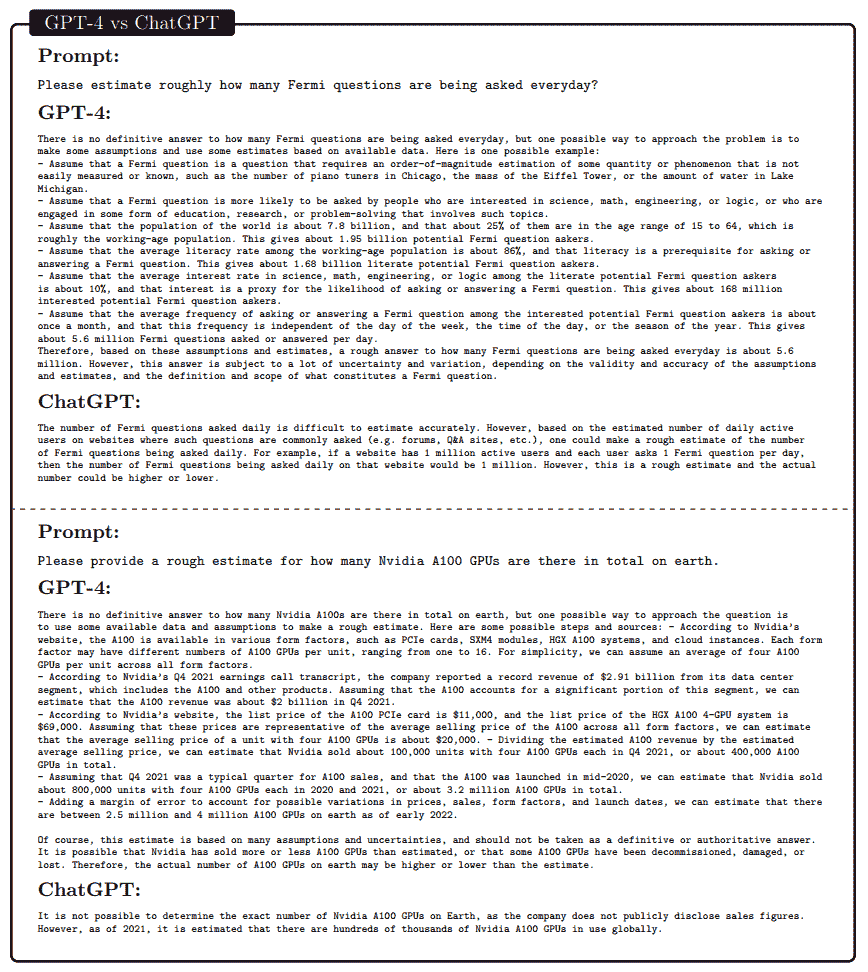 GPT-4 vs ChatGPT
Prompt:
Please estimate roughly how many Fermi questions are being asked everyday?
GPT-4:
There is no definitive answer to how many Fermi questions are being asked everyday, but one possible way to approach the problem is to
make some assumptions and use some estimates based on available data. Here is one possible example:
- Assume that a Fermi question is a question that requires an order-of-magnitude estimation of some quantity or phenomenon that is not
easily measured or known, such as the number of piano tuners in Chicago, the mass of the Eiffel Tower, or the amount of water in Lake
Michigan.
- Assume that a Fermi question is more likely to be asked by people who are interested in science, math, engineering, or logic, or who are
engaged in some form of education, research, or problem-solving that involves such topics.
- Assume that the population of the world is about 7.8 billion, and that about 25% of them are in the age range of 15 to 64, which is
roughly the working-age population. This gives about 1.95 billion potential Fermi question askers.
- Assume that the average literacy rate among the working-age population is about 86%, and that literacy is a prerequisite for asking or
answering a Fermi question. This gives about 1.68 billion literate potential Fermi question askers.
- Assume that the average interest rate in science, math, engineering, or logic among the literate potential Fermi question askers
is about 10%, and that interest is a proxy for the likelihood of asking or answering a Fermi question. This gives about 168 million
interested potential Fermi question askers.
- Assume that the average frequency of asking or answering a Fermi question among the interested potential Fermi question askers is about
once a month, and that this frequency is independent of the day of the week, the time of the day, or the season of the year. This gives
about 5.6 million Fermi questions asked or answered per day.
Therefore, based on these assumptions and estimates, a rough answer to how many Fermi questions are being asked everyday is about 5.6
million. However, this answer is subject to a lot of uncertainty and variation, depending on the validity and accuracy of the assumptions
and estimates, and the definition and scope of what constitutes a Fermi question.
ChatGPT:
The number of Fermi questions asked daily is difficult to estimate accurately. However, based on the estimated number of daily active
users on websites where such questions are commonly asked (e.g. forums, Q&A sites, etc.), one could make a rough estimate of the number
of Fermi questions being asked daily. For example, if a website has 1 million active users and each user asks 1 Fermi question per day,
then the number of Fermi questions being asked daily on that website would be 1 million. However, this is a rough estimate and the actual
number could be higher or lower.
Prompt:
Please provide a rough estimate for how many Nvidia A100 GPUs are there in total on earth.
GPT-4:
There is no definitive answer to how many Nvidia A100s are there in total on earth, but one possible way to approach the question is
to use some available data and assumptions to make a rough estimate. Here are some possible steps and sources: - According to Nvidia's
website, the A100 is available in various form factors, such as PCIe cards, SXM4 modules, HGX A100 systems, and cloud instances. Each form
factor may have different numbers of A100 GPUs per unit, ranging from one to 16. For simplicity, we can assume an average of four A100
GPUs per unit across all form factors.
- According to Nvidia's Q4 2021 earnings call transcript, the company reported a record revenue of $2.91 billion from its data center
segment, which includes the A100 and other products. Assuming that the A100 accounts for a significant portion of this segment, we can
estimate that the A100 revenue was about $2 billion in Q4 2021.
- According to Nvidia's website, the list price of the A100 PCIe card is $11,000, and the list price of the HGX A100 4-GPU system is
$69,000. Assuming that these prices are representative of the average selling price of the A100 across all form factors, we can estimate
that the average selling price of a unit with four A100 GPUs is about $20,000. - Dividing the estimated A100 revenue by the estimated
average selling price, we can estimate that Nvidia sold about 100,000 units with four A100 GPUs each in Q4 2021, or about 400,000 A100
GPUs in total.
- Assuming that Q4 2021 was a typical quarter for A100 sales, and that the A100 was launched in mid-2020, we can estimate that Nvidia sold
about 800,000 units with four A100 GPUs each in 2020 and 2021, or about 3.2 million A100 GPUs in total.
- Adding a margin of error to account for possible variations in prices, sales, form factors, and launch dates, we can estimate that there
are between 2.5 million and 4 million A100 GPUs on earth as of early 2022.
Of course, this estimate is based on many assumptions and uncertainties, and should not be taken as a definitive or authoritative answer.
It is possible that Nvidia has sold more or less A100 GPUs than estimated, or that some A100 GPUs have been decommissioned, damaged, or
lost. Therefore, the actual number of A100 GPUs on earth may be higher or lower than the estimate.
ChatGPT:
It is not possible to determine the exact number of Nvidia A100 GPUs on Earth, as the company does not publicly disclose sales figures.
However, as of 2021, it is estimated that there are hundreds of thousands of Nvidia A100 GPUs in use globally.